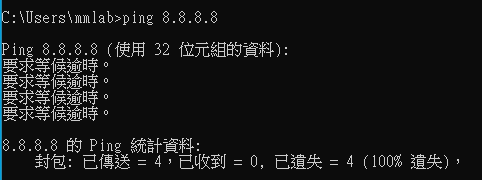 C:\Users\mmlab>ping 8.8.8.8
Ping 8.8.8.8 (使用 32 位元組的資料):
要求等候逾時。
要求等候逾時。
要求等候逾時。
要求等候逾時。
8.8.8.8 的 Ping 統計資料:
封包: 已傳送 = 4，已收到 = 0, 已遺失 = 4 (100% 遺失)，